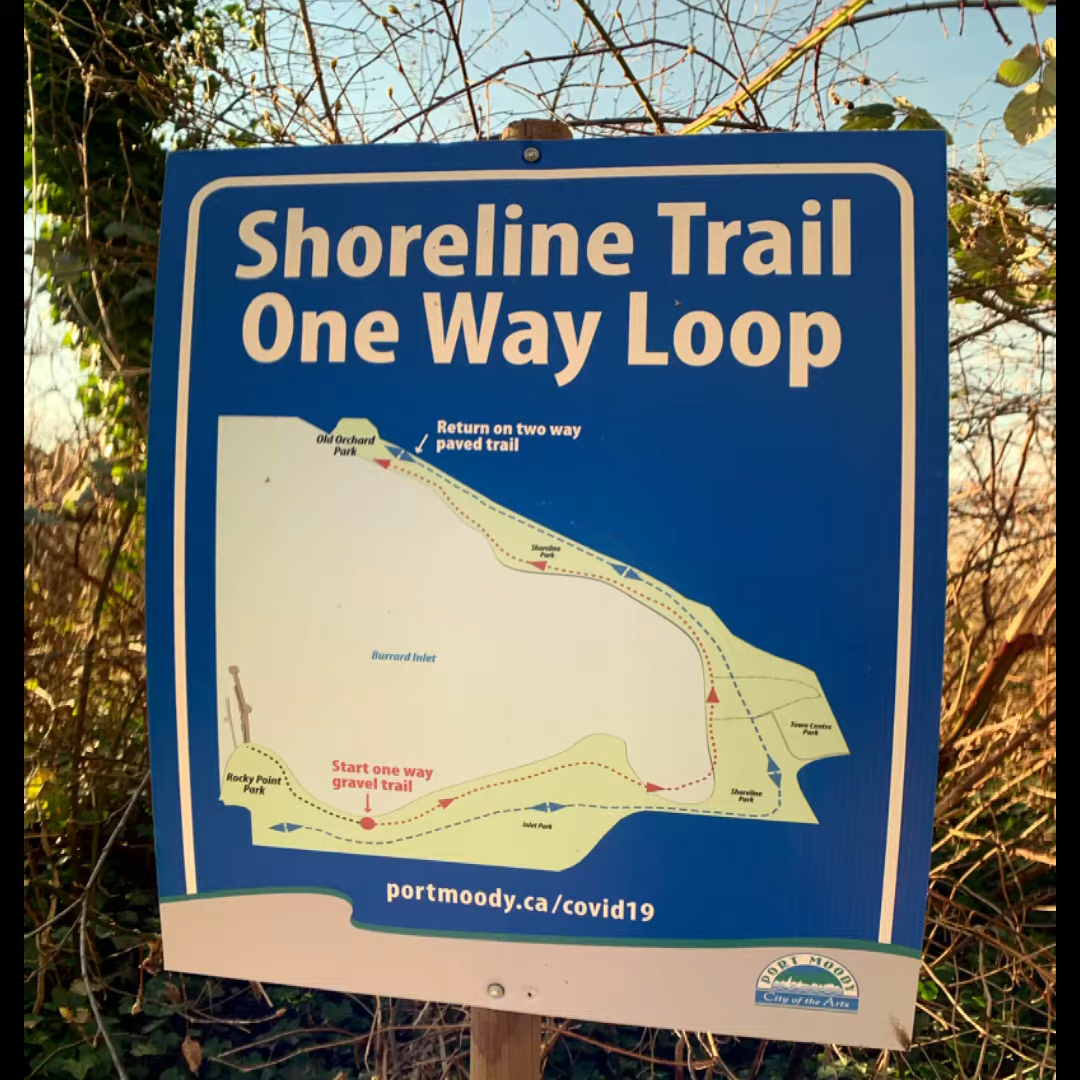 Shoreline Trail
One Way Loop
Return on two way
paved trail
Old Orchard
Park
Shoreline
Park
Burrard Inlet
Town Centre
Park
Start one way
gravel trail
Rocky Point
Park
Shoreline
Park
Inlet Park
portmoody.ca/covid19
PORT MOODY
City of the Arts